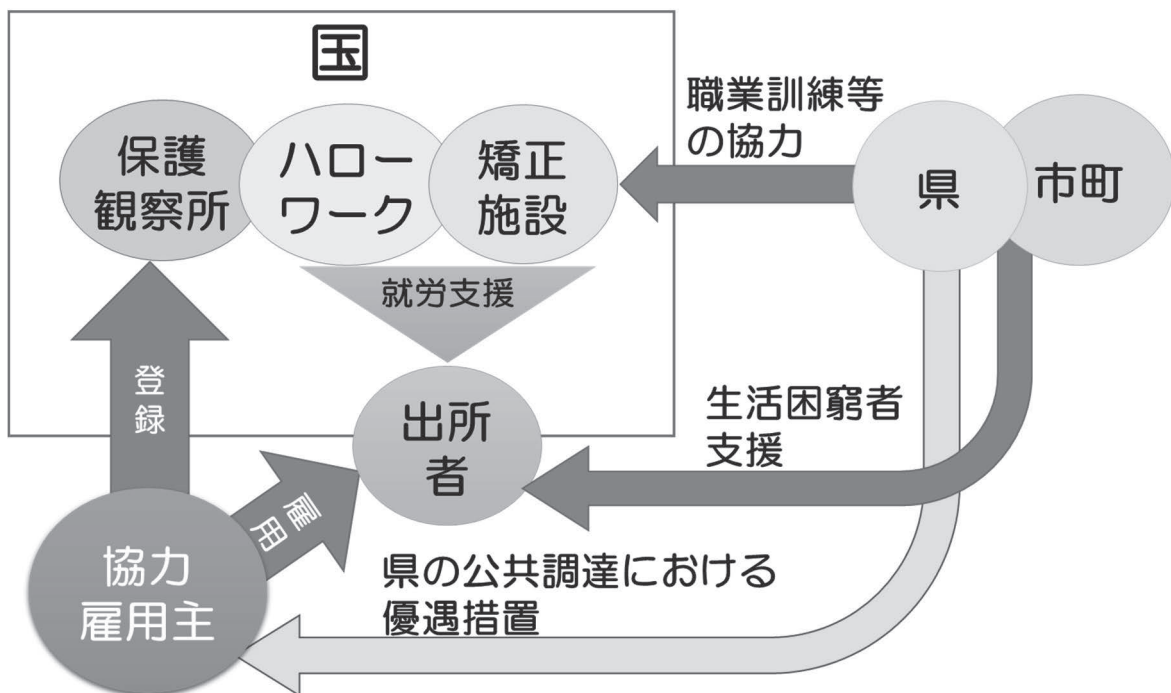 国
保護
観察所
ハロー
ワーク
矯正
施設
職業訓練等
の協力
県
市町
就労支援
登録
出所
者
生活困窮者
支援
雇用
協力
雇用主
県の公共調達における
優遇措置